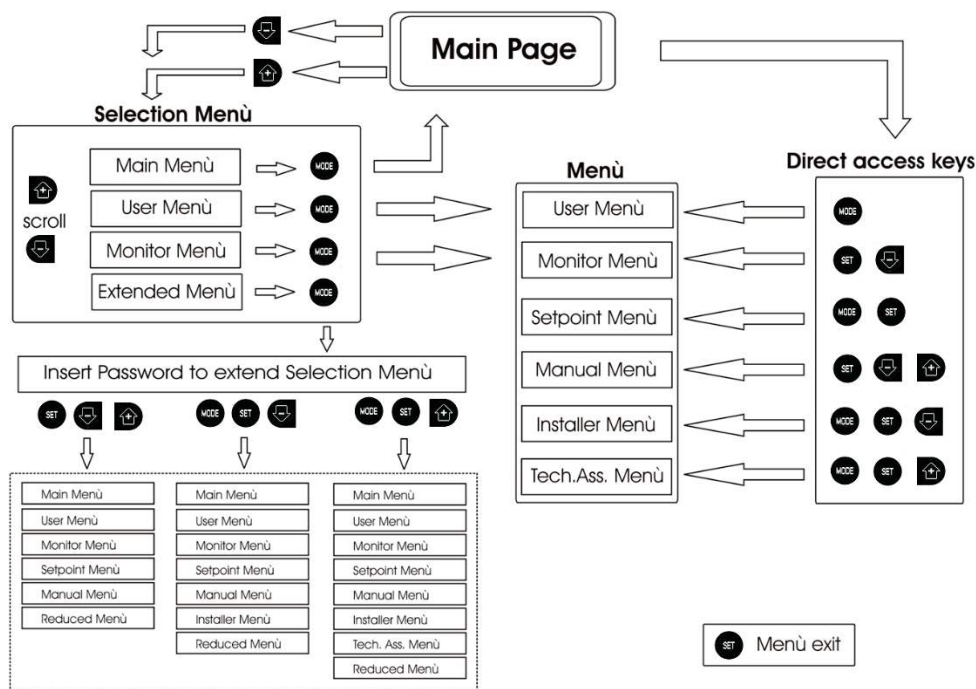 Main Page
Selection Menù
Main Menù MODE
User Menù MODE
scroll
Monitor Menù MODE
Extended Menù MODE
Insert Password to extend Selection Menù
SET
MODE SET
MODE SET
Main Menù
User Menù
Monitor Menù
Setpoint Menù
Manual Menù
Reduced Menù
Main Menù
User Menù
Monitor Menù
Setpoint Menù
Manual Menù
Installer Menù
Reduced Menù
Main Menù
User Menù
Monitor Menù
Setpoint Menù
Manual Menù
Installer Menù
Tech. Ass. Menù
Reduced Menù
Menù
User Menù
Monitor Menù
Setpoint Menù
Manual Menù
Installer Menù
Tech.Ass. Menù
Direct access keys
MODE
SET
MODE SET
SET
MODE SET
MODE SET
SET Menù exit